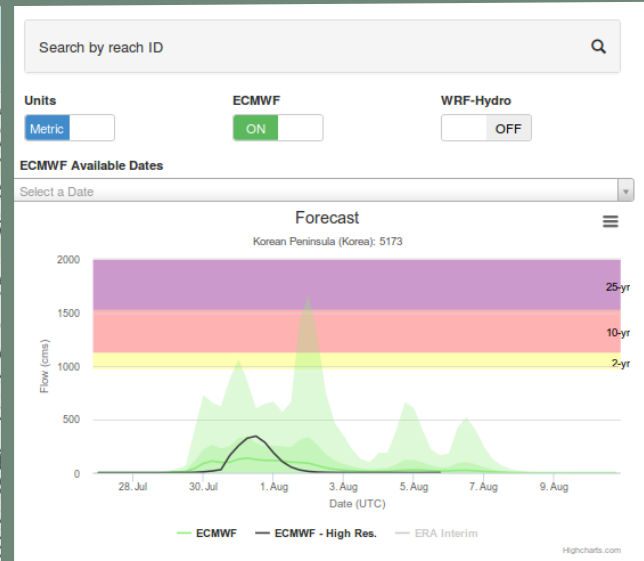 Search by reach ID
Units ECMWF WRF-Hydro
Metric ON OFF
ECMWF Available Dates
Select a Date
Forecast
Korean Peninsula (Korea): 5173
2000
25-yr
1500
10-yr
2-yr
1000
Flow (cms)
500
0
28. Jul 30. Jul 1. Aug 3. Aug 5. Aug 7. Aug 9. Aug
Date (UTC)
ECMWF ECMWF - High Res. ERA Interim
Highcharts.com